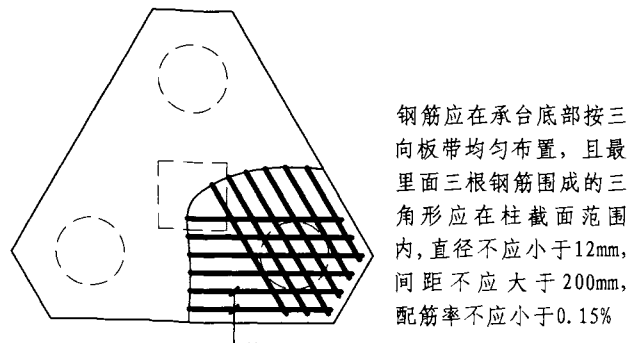 钢筋应在承台底部按三
向板带均匀布置，且最
里面三根钢筋围成的三
角形应在柱截面范围
内,直径不应小于12mm,
间距不应大于200mm,
配筋率不应小于0.15%